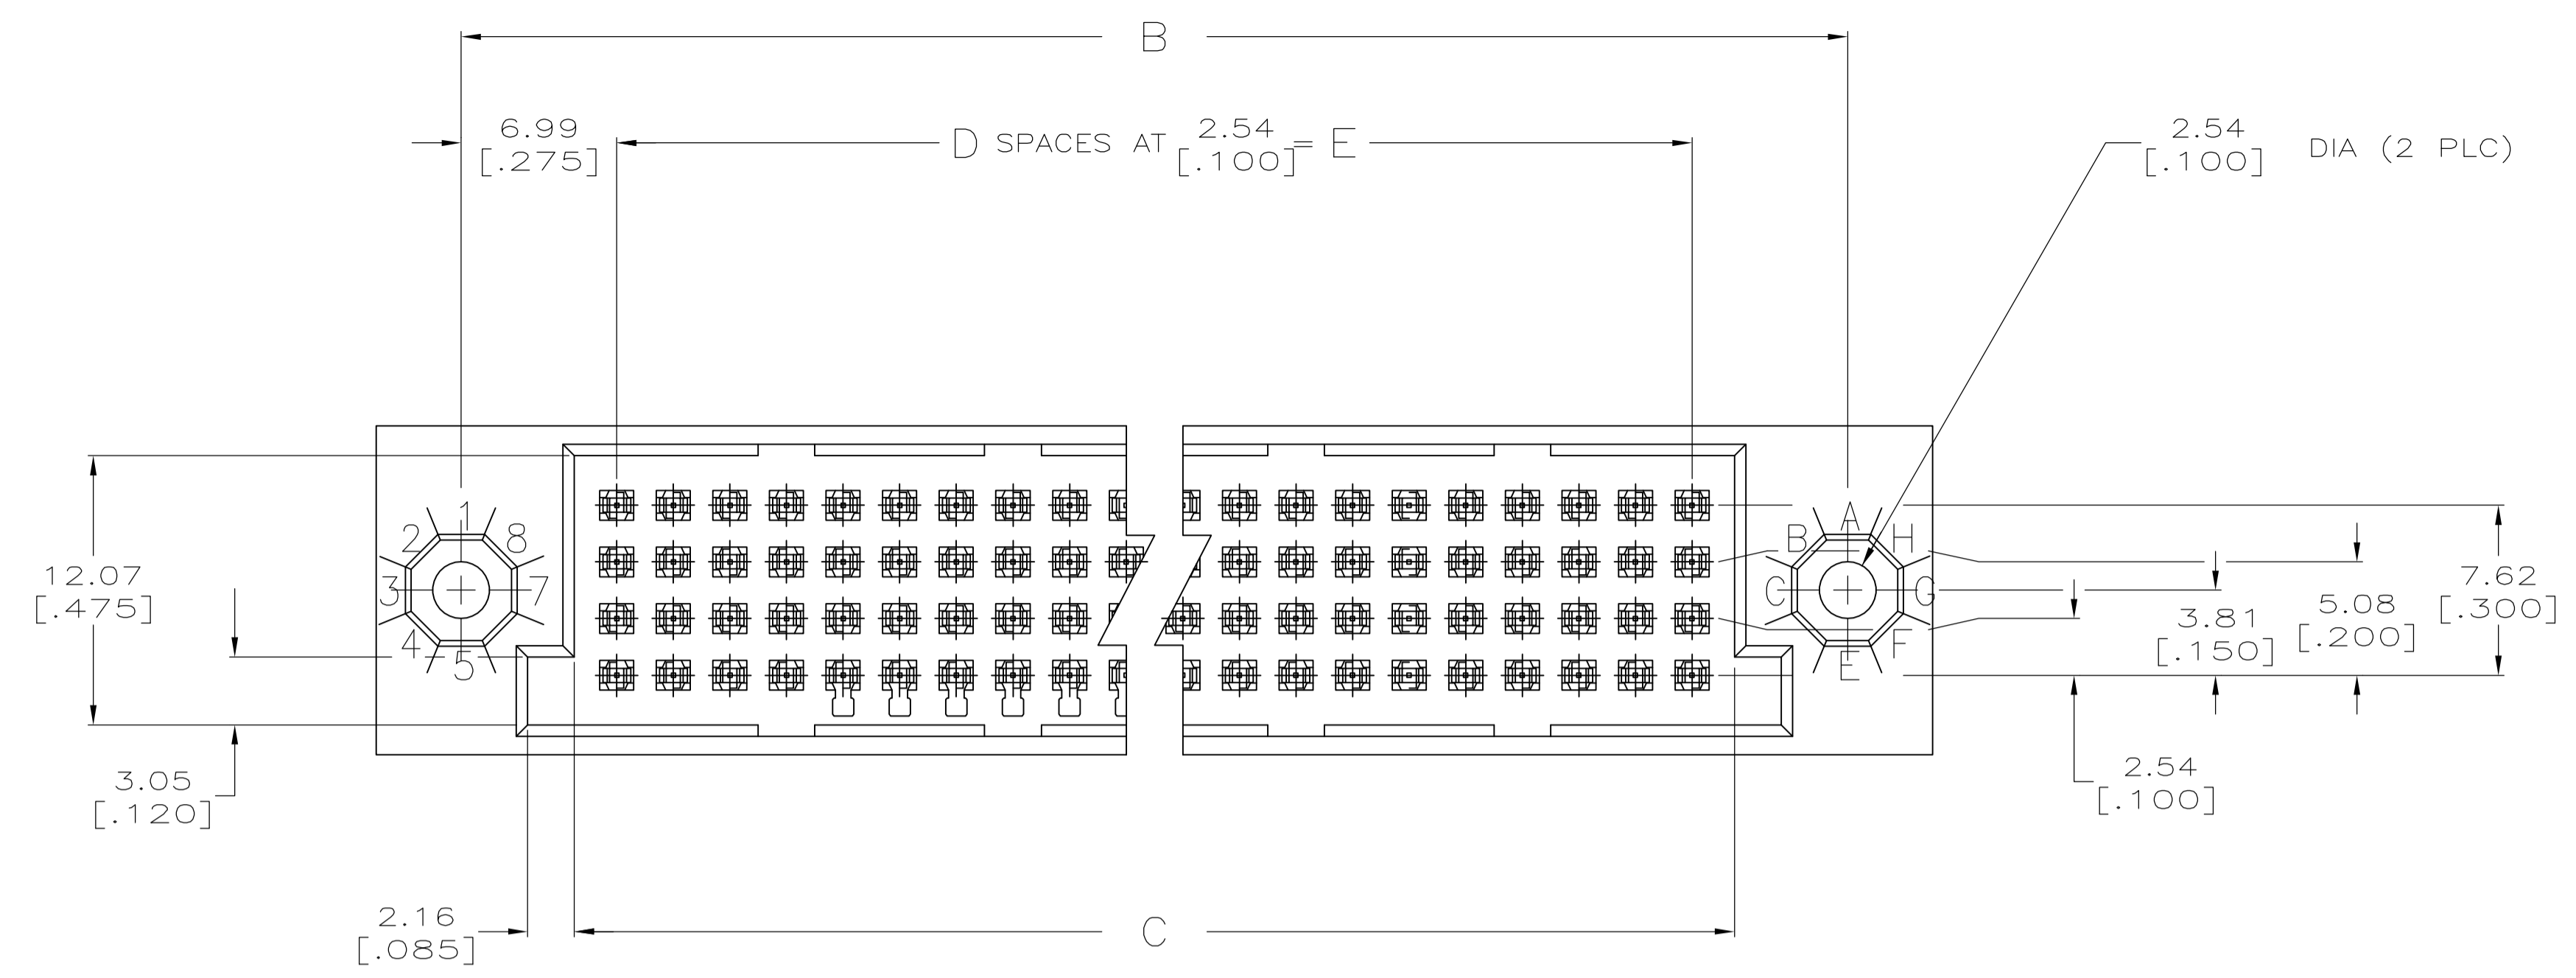 B
6.99
[.275]
D SPACES AT 2.54
[.100] = E
2.54
[.100] DIA (2 PLC)
1
2
8
3
7
4
5
A
B
H
C
G
F
E
12.07
[.475]
7.62
[.300]
5.08
[.200]
3.81
[.150]
3.05
[.120]
2.54
[.100]
2.16
[.085]
C